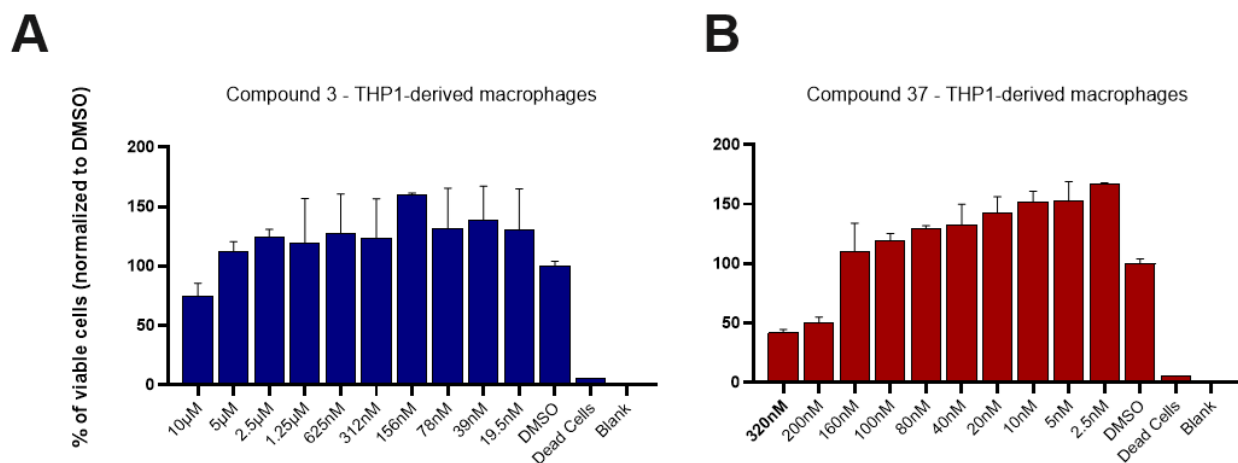 A
B
Compound 3 - THP1-derived macrophages
Compound 37 - THP1-derived macrophages
% of viable cells (normalized to DMSO)
200
150
100
50
0
10µM
5µM
2.5µM
1.25µM
625nM
312nM
156nM
78nM
39nM
19.5nM
DMSO
Dead Cells
Blank
200
150
100
50
0
320nM
200nM
160nM
100nM
80nM
40nM
20nM
10nM
5nM
2.5nM
DMSO
Dead Cells
Blank